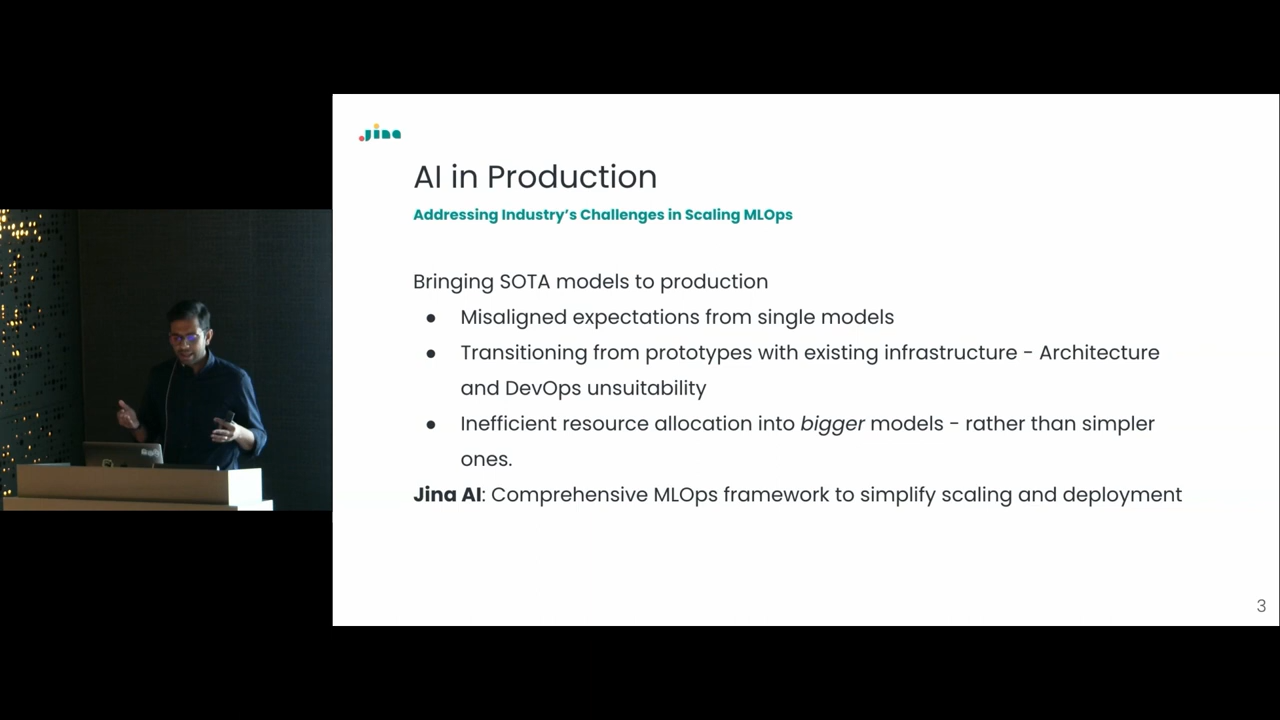 Jina
AI in Production
Addressing Industry's Challenges in Scaling MLOps
Bringing SOTA models to production
● Misaligned expectations from single models
● Transitioning from prototypes with existing infrastructure - Architecture
and DevOps unsuitability
● Inefficient resource allocation into bigger models - rather than simpler
ones.
Jina AI: Comprehensive MLOps framework to simplify scaling and deployment
3